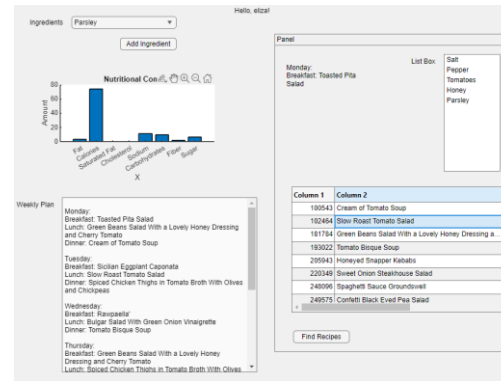 Hello, eliza!
Ingredients
Parsley
Add Ingredient
Nutritional Con
80
60
40
20
0
Amount
Fat
Calories
Saturated Fat
Cholesterol
Sodium
Carbohydrates
Fiber
Sugar
X
Weekly Plan
Monday:
Breakfast: Toasted Pita Salad
Lunch: Green Beans Salad With a Lovely Honey Dressing
and Cherry Tomato
Dinner: Cream of Tomato Soup
Tuesday:
Breakfast: Sicilian Eggplant Caponata
Lunch: Slow Roast Tomato Salad
Dinner: Spiced Chicken Thighs in Tomato Broth With Olives
and Chickpeas
Wednesday:
Breakfast: Rawpaella'
Lunch: Bulgar Salad With Green Onion Vinaigrette
Dinner: Tomato Bisque Soup
Thursday:
Breakfast: Green Beans Salad With a Lovely Honey
Dressing and Cherry Tomato
Lunch: Spiced Chicken Thighs in Tomato Broth With Olives
Panel
Monday:
Breakfast: Toasted Pita
Salad
List Box
Salt
Pepper
Tomatoes
Honey
Parsley
Column 1 Column 2
190543 Cream of Tomato Soup
182464 Slow Roast Tomato Salad
181784 Green Beans Salad With a Lovely Honey Dressing a...
193022 Tomato Bisque Soup
205943 Honeyed Snapper Kebabs
220349 Sweet Onion Steakhouse Salad
248096 Spaghetti Sauce Groundswell
249575 Confetti Black Eyed Pea Salad
Find Recipes